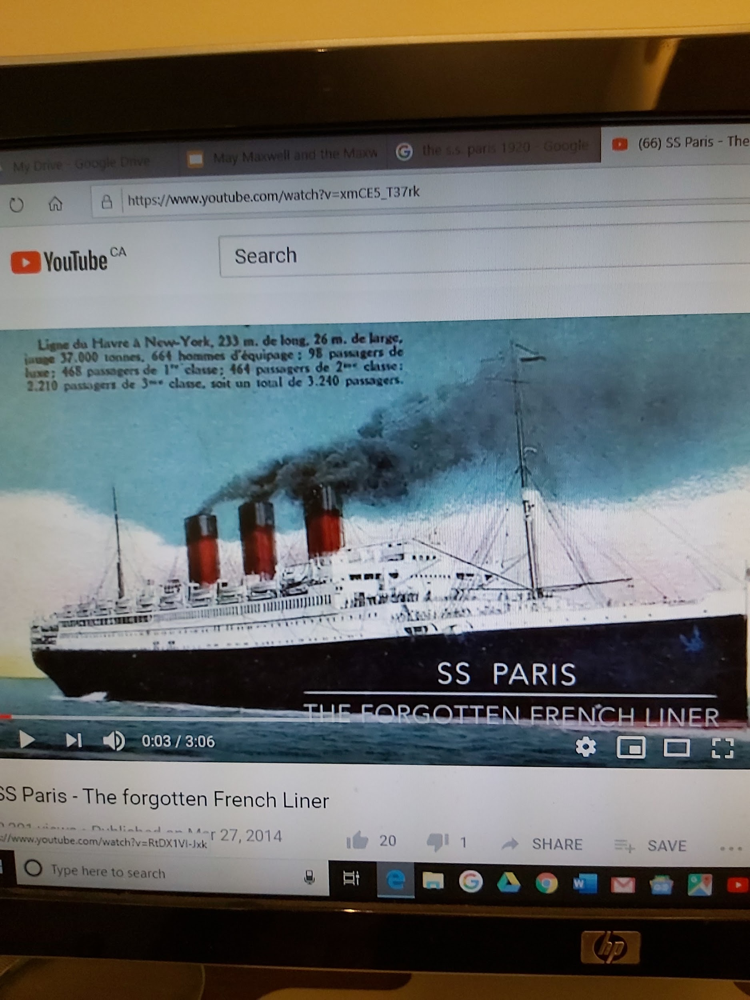 My Drive - Google Drive
May Maxwell and the Maxw
the s.s. paris 1920 - Google
(66) SS Paris - The
https://www.youtube.com/watch?v=xmCE5_T37rk
YouTube CA
Search
Ligne du Havre à New-York, 233 m. de long, 26 m. de large,
jauge 37.000 tonnes, 664 hommes d'équipage : 98 passagers de
luxe; 468 passagers de 1re classe; 464 passagers de 2me classe;
2.210 passagers de 3me classe, soit un total de 3.240 passagers.
SS PARIS
THE FORGOTTEN FRENCH LINER
0:03 / 3:06
SS Paris - The forgotten French Liner
views · Published on Mar 27, 2014
20
1
SHARE
SAVE
://www.youtube.com/watch?v=RtDX1VI-Jxk
Type here to search
hp